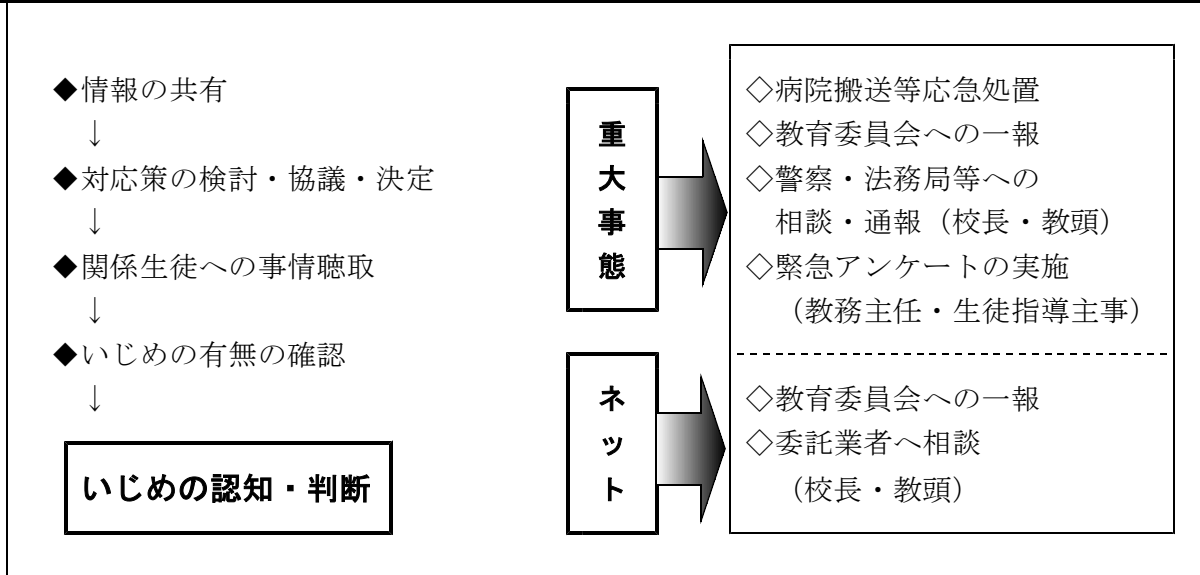 ◆情報の共有
↓
◆対応策の検討・協議・決定
↓
◆関係生徒への事情聴取
↓
◆いじめの有無の確認
↓
いじめの認知・判断
重大事態
◇病院搬送等応急処置
◇教育委員会への一報
◇警察・法務局等への
相談・通報（校長・教頭）
◇緊急アンケートの実施
（教務主任・生徒指導主事）
ネット
◇教育委員会への一報
◇委託業者へ相談
（校長・教頭）